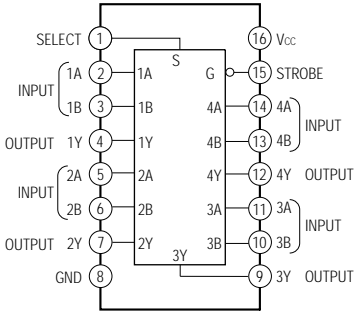 SELECT 1 16 Vcc
S
1A 2 1A G 15 STROBE
INPUT
1B 3 1B 4A 14 4A
INPUT
OUTPUT 1Y 4 1Y 4B 13 4B
2A 5 2A 4Y 12 4Y OUTPUT
INPUT
2B 6 2B 3A 11 3A
INPUT
OUTPUT 2Y 7 2Y 3B 10 3B
3Y
GND 8 9 3Y OUTPUT